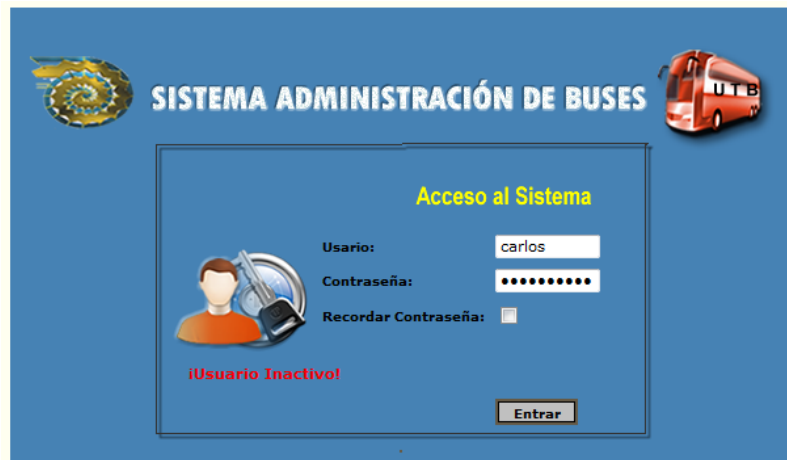 SISTEMA ADMINISTRACIÓN DE BUSES
UTB
Acceso al Sistema
Usario: carlos
Contraseña: ••••••••••
Recordar Contraseña:
¡Usuario Inactivo!
Entrar